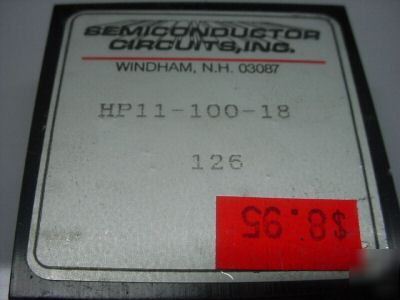 SEMICONDUCTOR
CIRCUITS, INC.
WINDHAM, N.H. 03087
HP11-100-18
126
$8.95